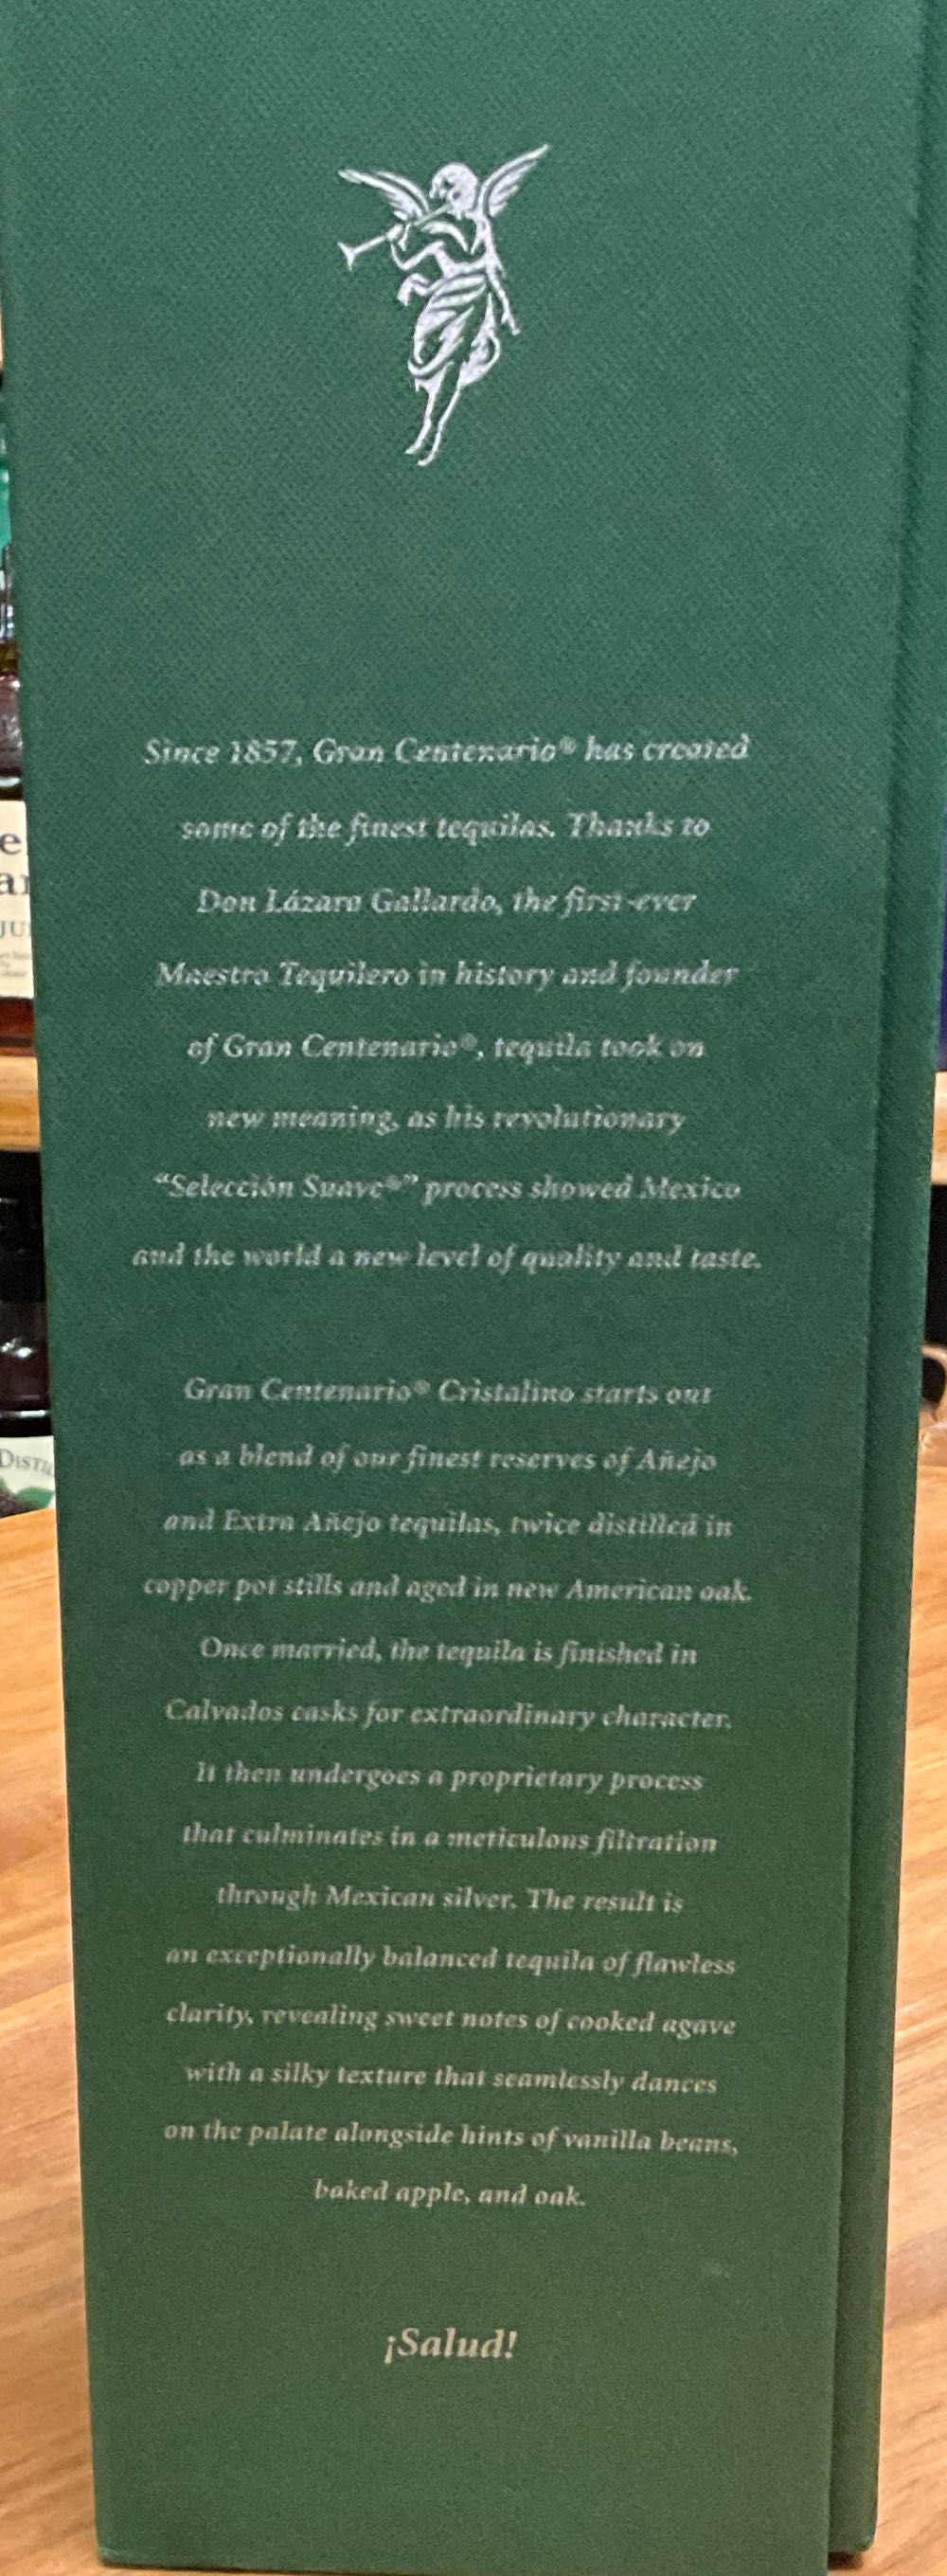 Since 1857, Gran Centenario® has created
some of the finest tequilas. Thanks to
Don Lázaro Gallardo, the first-ever
Maestro Tequilero in history and founder
of Gran Centenario®, tequila took on
new meaning, as his revolutionary
“Selección Suave®” process showed Mexico
and the world a new level of quality and taste.
Gran Centenario® Cristalino starts out
as a blend of our finest reserves of Añejo
and Extra Añejo tequilas, twice distilled in
copper pot stills and aged in new American oak.
Once married, the tequila is finished in
Calvados casks for extraordinary character.
It then undergoes a proprietary process
that culminates in a meticulous filtration
through Mexican silver. The result is
an exceptionally balanced tequila of flawless
clarity, revealing sweet notes of cooked agave
with a silky texture that seamlessly dances
on the palate alongside hints of vanilla beans,
baked apple, and oak.
¡Salud!